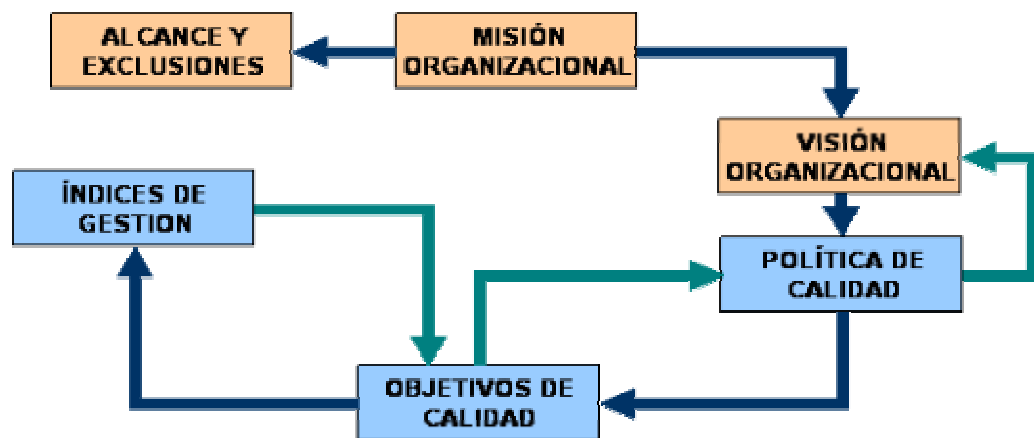 ALCANCE Y
EXCLUSIONES
MISIÓN
ORGANIZACIONAL
VISIÓN
ORGANIZACIONAL
ÍNDICES DE
GESTION
POLÍTICA DE
CALIDAD
OBJETIVOS DE
CALIDAD